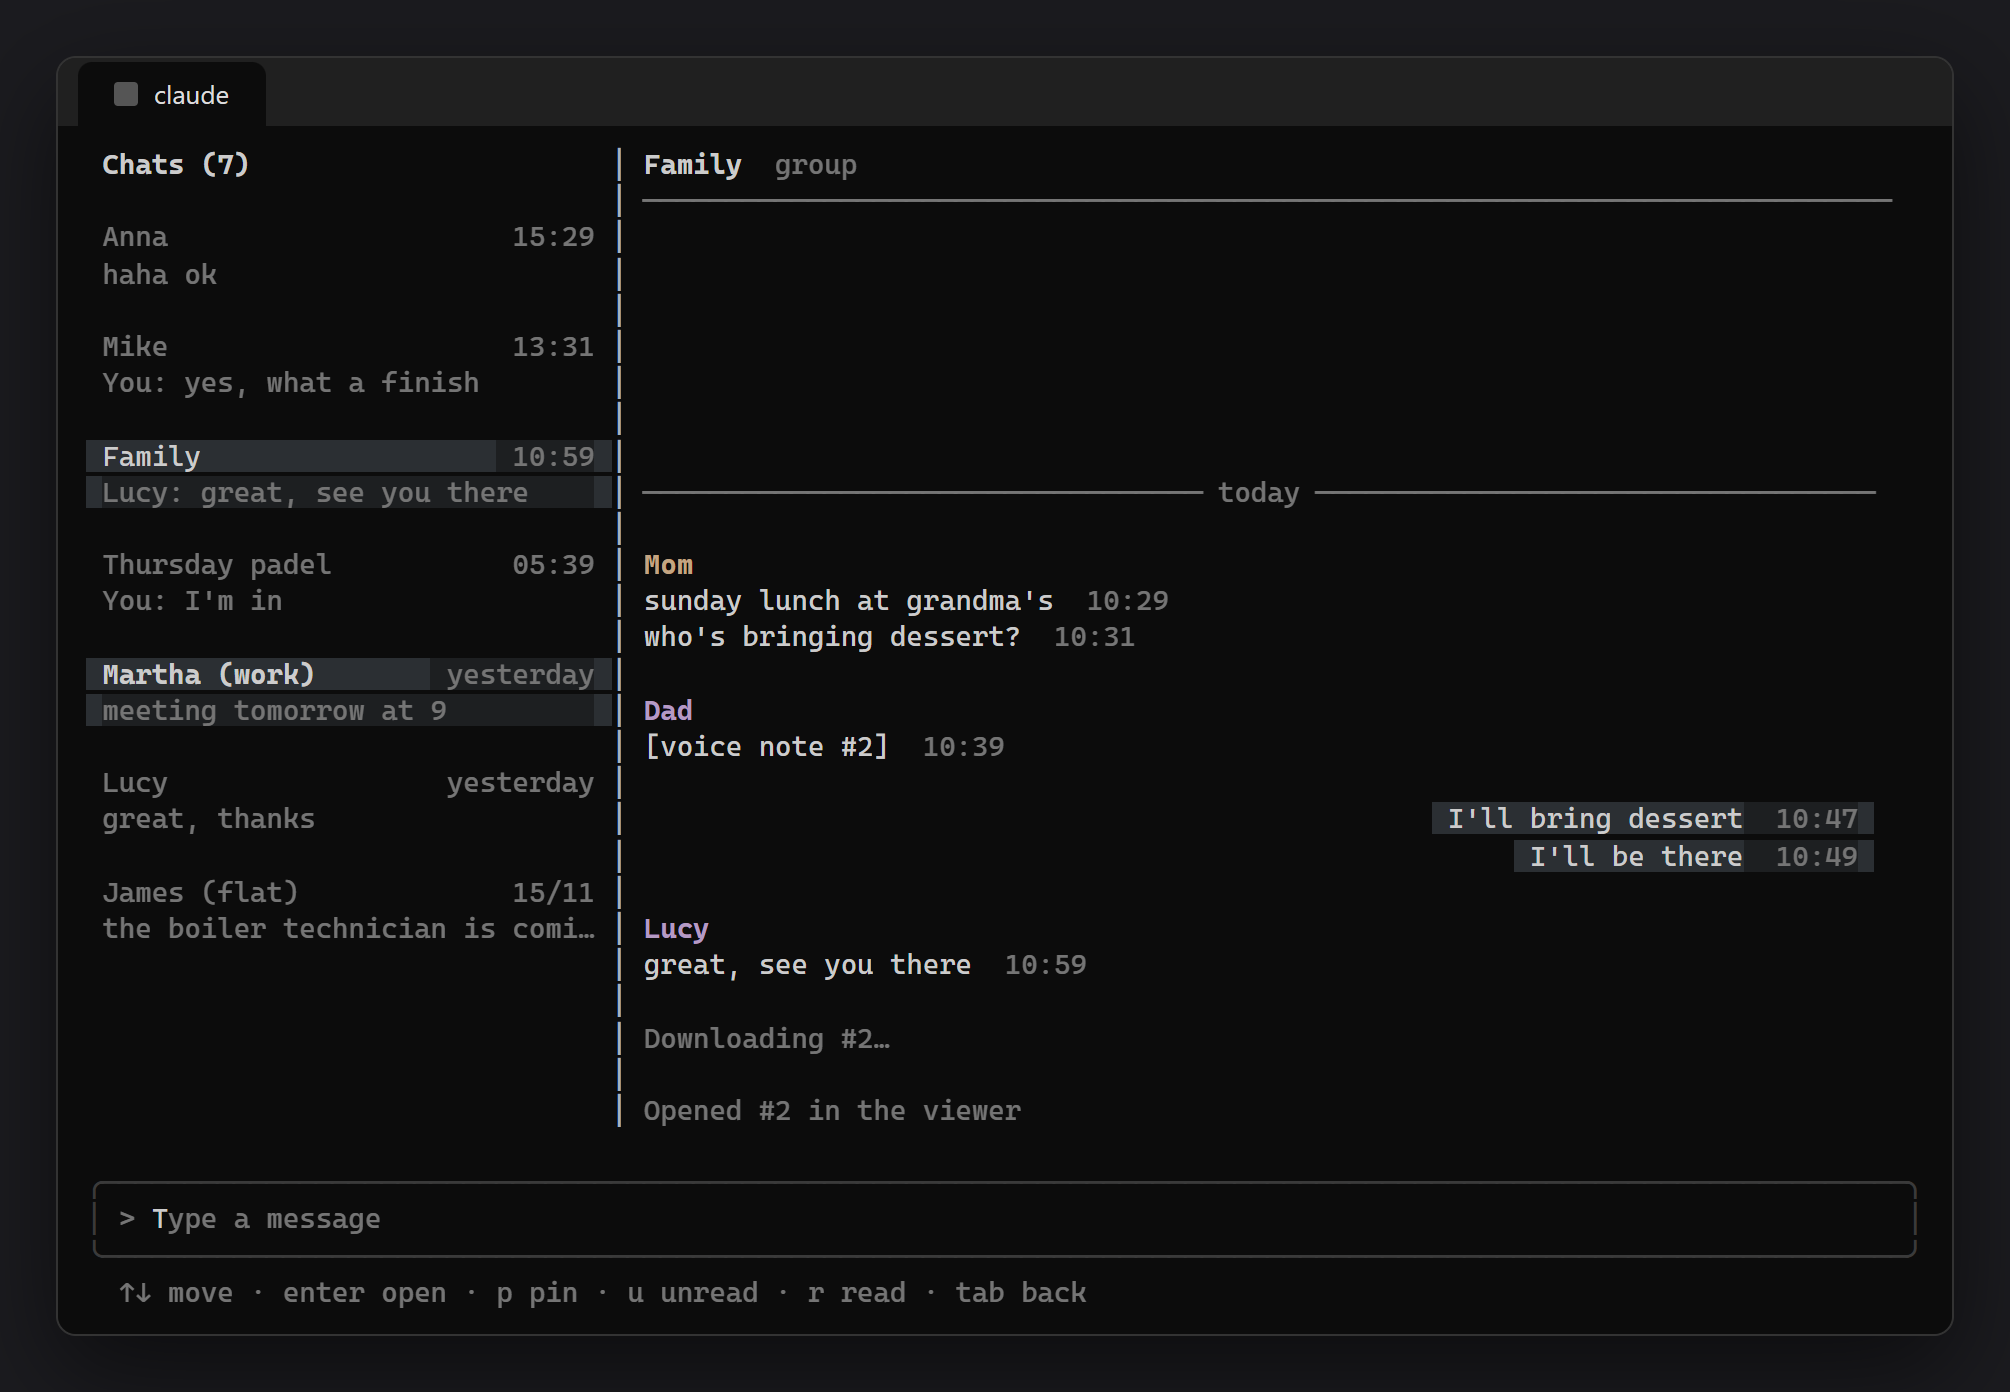 claude
Chats (7)
Anna 15:29
haha ok
Mike 13:31
You: yes, what a finish
Family 10:59
Lucy: great, see you there
Thursday padel 05:39
You: I'm in
Martha (work) yesterday
meeting tomorrow at 9
Lucy yesterday
great, thanks
James (flat) 15/11
the boiler technician is comi…
Family group
today
Mom
sunday lunch at grandma's 10:29
who's bringing dessert? 10:31
Dad
[voice note #2] 10:39
I'll bring dessert 10:47
I'll be there 10:49
Lucy
great, see you there 10:59
Downloading #2…
Opened #2 in the viewer
> Type a message
↑↓ move · enter open · p pin · u unread · r read · tab back